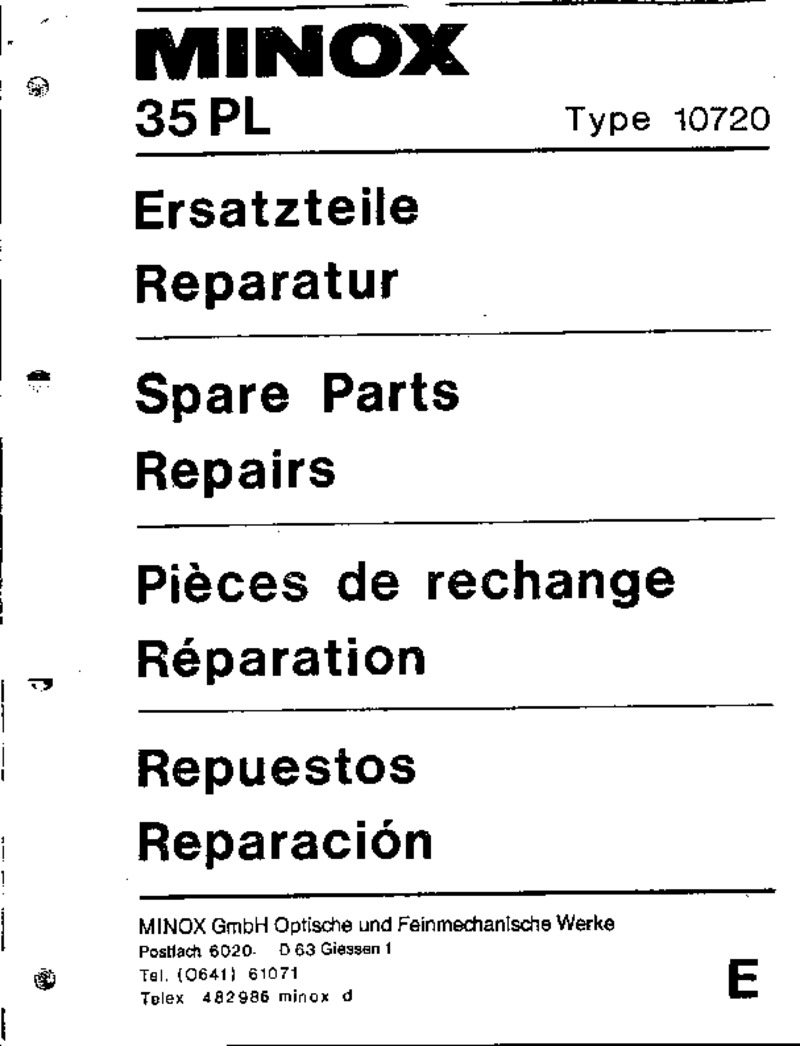 MINOX
35 PL Type 10720
Ersatzteile
Reparatur
Spare Parts
Repairs
Pièces de rechange
Réparation
Repuestos
Reparación
MINOX GmbH Optische und Feinmechanische Werke
Postfach 6020 · D 63 Giessen 1
Tel. (0641) 61071
Telex 482986 minox d
E